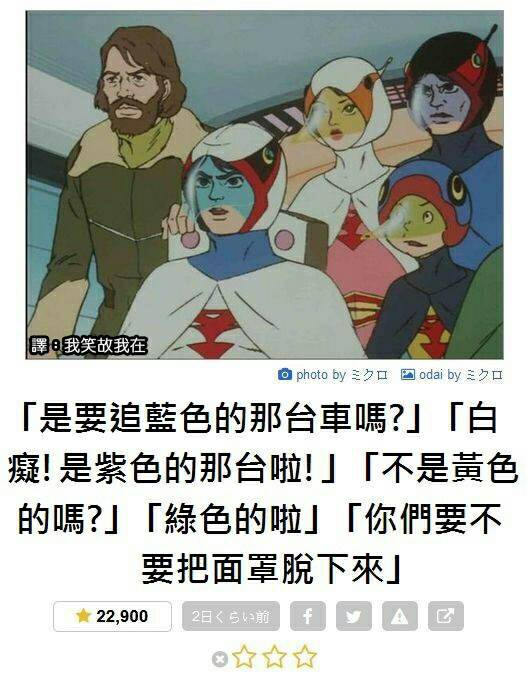 譯：我笑故我在
photo by ミクロ odai by ミクロ
「是要追藍色的那台車嗎?」「白
癡! 是紫色的那台啦! 」「不是黃色
的嗎?」「綠色的啦」「你們要不
要把面罩脫下來」
22,900 2日くらい前